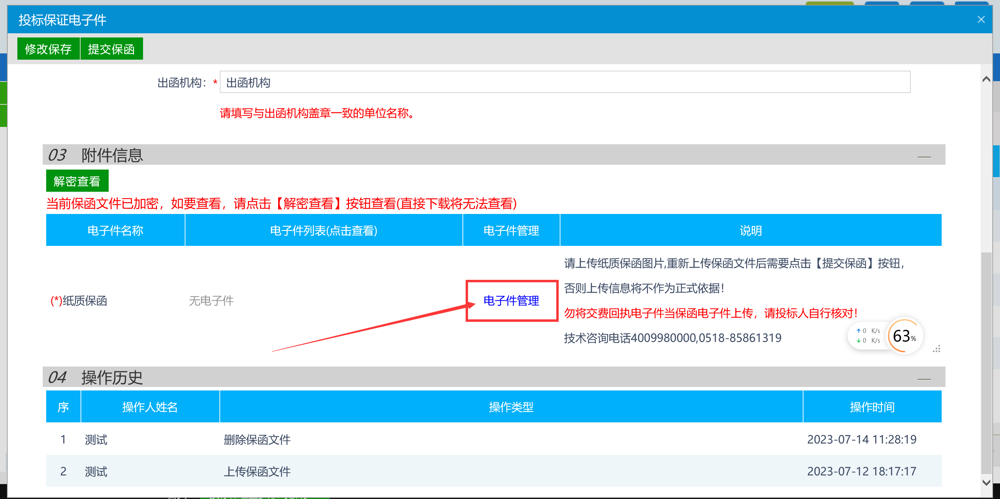 投标保证电子件
修改保存 提交保函
出函机构：* 出函机构
请填写与出函机构盖章一致的单位名称。
03 附件信息
解密查看
当前保函文件已加密，如要查看，请点击【解密查看】按钮查看(直接下载将无法查看)
电子件名称 电子件列表(点击查看) 电子件管理 说明
请上传纸质保函图片,重新上传保函文件后需要点击【提交保函】按钮，
否则上传信息将不作为正式依据！
(*)纸质保函 无电子件 电子件管理
勿将交费回执电子件当保函电子件上传，请投标人自行核对！
技术咨询电话4009980000,0518-85861319
↑ 0 K/s
↓ 0 K/s
63%
04 操作历史
序 操作人姓名 操作类型 操作时间
1 测试 删除保函文件 2023-07-14 11:28:19
2 测试 上传保函文件 2023-07-12 18:17:17